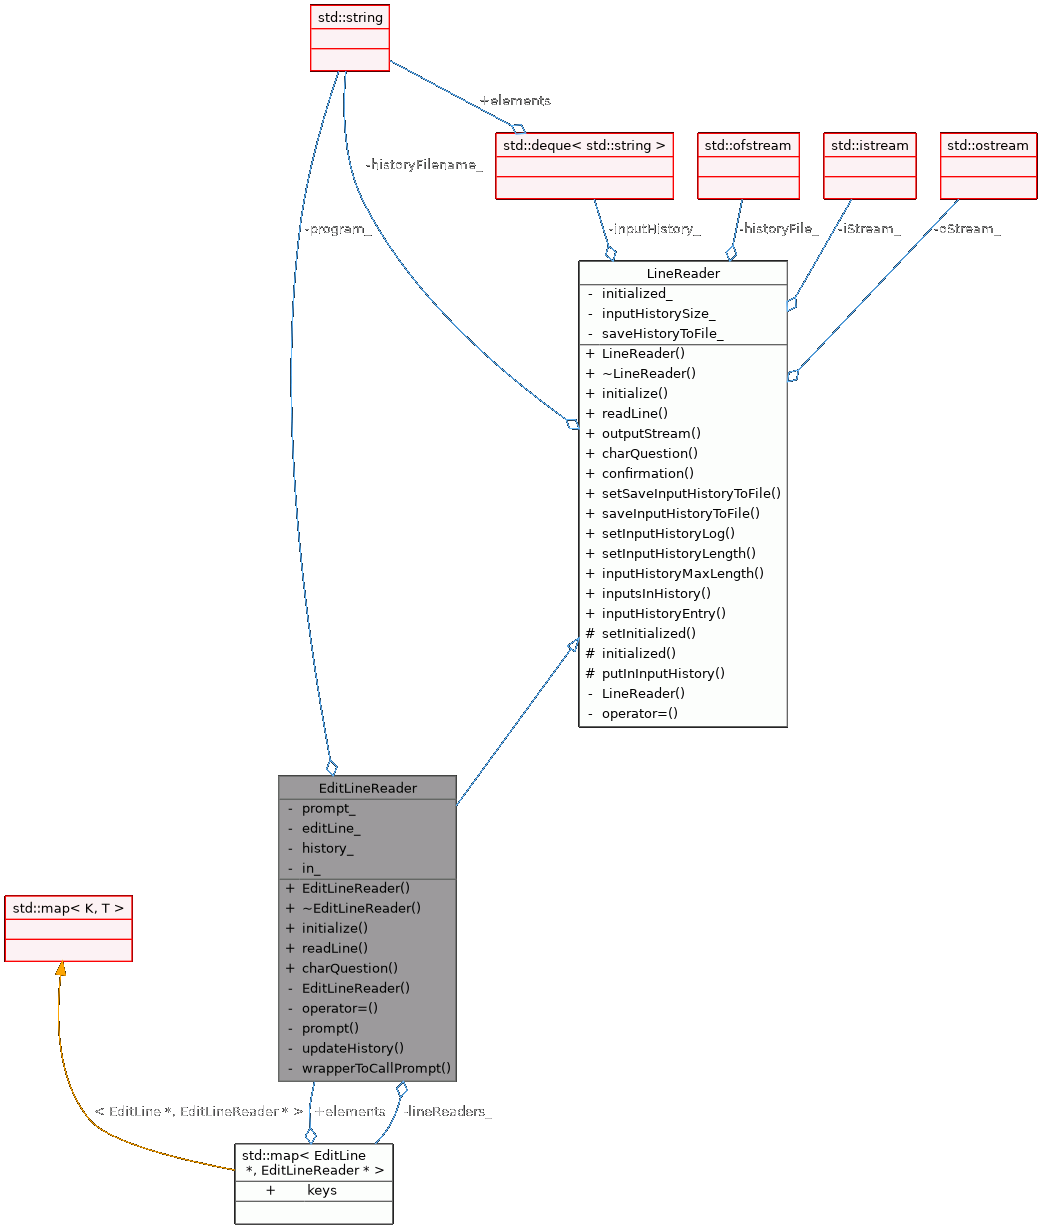 std::string
+elements
std::deque< std::string >
std::ofstream
std::istream
std::ostream
-historyFilename_
-program_
-inputHistory_
-historyFile_
-iStream_
-oStream_
LineReader
- initialized_
- inputHistorySize_
- saveHistoryToFile_
+ LineReader()
+ ~LineReader()
+ initialize()
+ readLine()
+ outputStream()
+ charQuestion()
+ confirmation()
+ setSaveInputHistoryToFile()
+ saveInputHistoryToFile()
+ setInputHistoryLog()
+ setInputHistoryLength()
+ inputHistoryMaxLength()
+ inputsInHistory()
+ inputHistoryEntry()
# setInitialized()
# initialized()
# putInInputHistory()
- LineReader()
- operator=()
EditLineReader
- prompt_
- editLine_
- history_
- in_
+ EditLineReader()
+ ~EditLineReader()
+ initialize()
+ readLine()
+ charQuestion()
- EditLineReader()
- operator=()
- prompt()
- updateHistory()
- wrapperToCallPrompt()
std::map< K, T >
< EditLine *, EditLineReader * >
+elements
-lineReaders_
std::map< EditLine
*, EditLineReader * >
+ keys